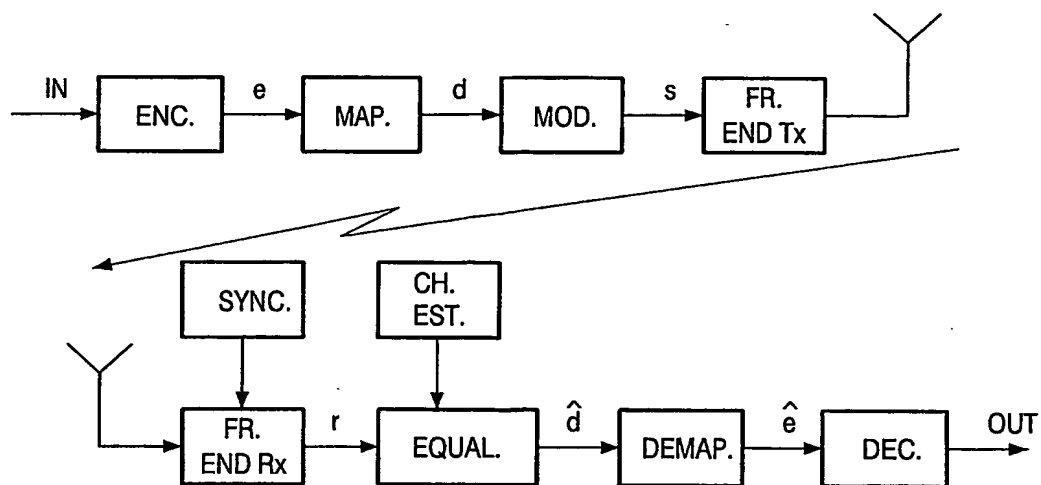 IN
ENC.
e
MAP.
d
MOD.
s
FR.
END Tx
SYNC.
CH.
EST.
FR.
END Rx
r
EQUAL.
d̂
DEMAP.
ê
DEC.
OUT